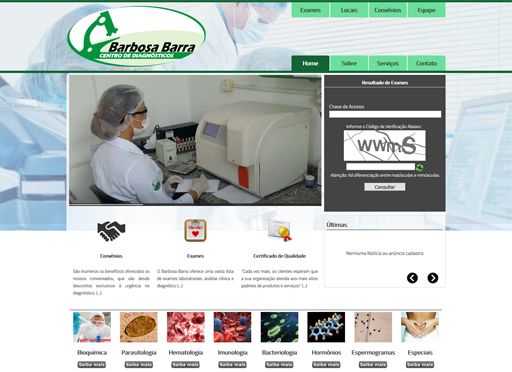 Exames Locais Convênios Equipe
Barbosa Barra
CENTRO DE DIAGNÓSTICOS
Home Sobre Serviços Contato
Resultado de Exames
Chave de Acesso:
Informe o Código de Verificação Abaixo:
wwmS
Atenção: há diferenciação entre maiúsculas e minúsculas.
Consultar
Convênios
São inúmeros os benefícios oferecidos os
nossos conveniados, que vão desde
descontos exclusivos à urgência no
diagnóstico. [...]
Exames
O Barbosa Barra oferece uma vasta lista
de exames laboratoriais, análise clínica e
diagnótico [...]
Certificado de Qualidade
"Cada vez mais, os clientes esperam que
a sua organização atenda aos mais altos
padrões de produtos e serviços." [...]
Últimas
Nenhuma Notícia ou anúncio cadastro
Bioquímica Parasitologia Hematologia Imunologia Bacteriologia Hormônios Espermogramas Especiais
Saiba mais Saiba mais Saiba mais Saiba mais Saiba mais Saiba mais Saiba mais Saiba mais